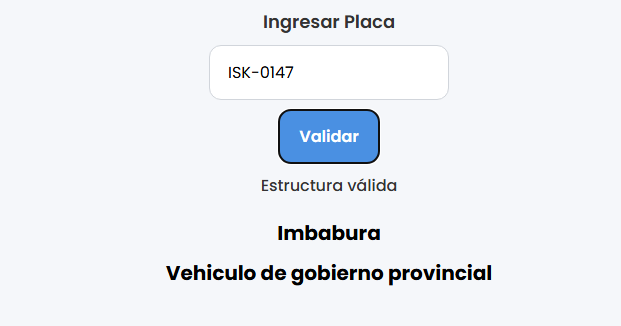 Ingresar Placa
ISK-0147
Validar
Estructura válida
Imbabura
Vehiculo de gobierno provincial